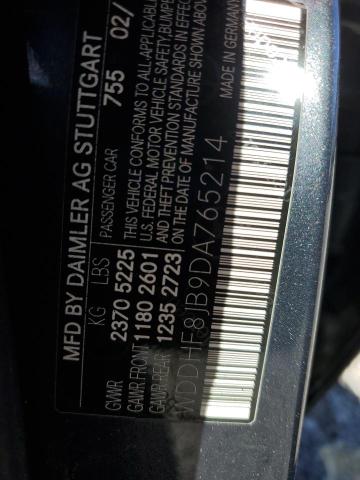 MFD BY DAIMLER AG STUTTGART
755 02/
PASSENGER CAR
KG LBS
GVWR 2370 5225
GAWR FRONT 1180 2601
GAWR REAR 1235 2723
THIS VEHICLE CONFORMS TO ALL APPLICABLE
U.S. FEDERAL MOTOR VEHICLE SAFETY, BUMPER
AND THEFT PREVENTION STANDARDS IN EFFECT
ON THE DATE OF MANUFACTURE SHOWN ABOVE
WDDHF8JB9DA765214
MADE IN GERMANY